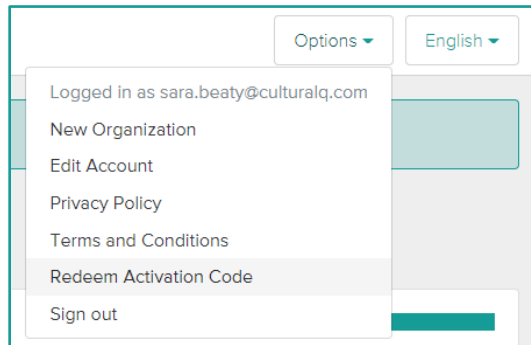 Options English
Logged in as sara.beaty@culturalq.com
New Organization
Edit Account
Privacy Policy
Terms and Conditions
Redeem Activation Code
Sign out